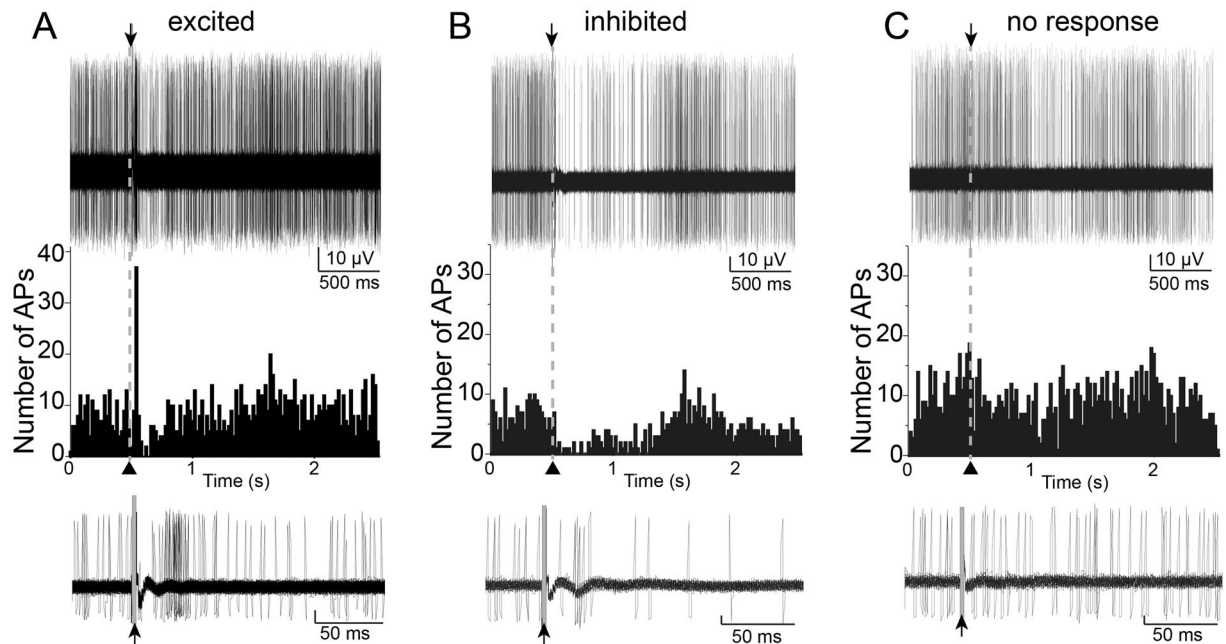 A excited
10 µV
500 ms
Number of APs
40
30
20
10
0
0 1 2
Time (s)
50 ms
B inhibited
10 µV
500 ms
Number of APs
30
20
10
0
0 1 2
Time (s)
50 ms
C no response
10 µV
500 ms
Number of APs
30
20
10
0
0 1 2
Time (s)
50 ms